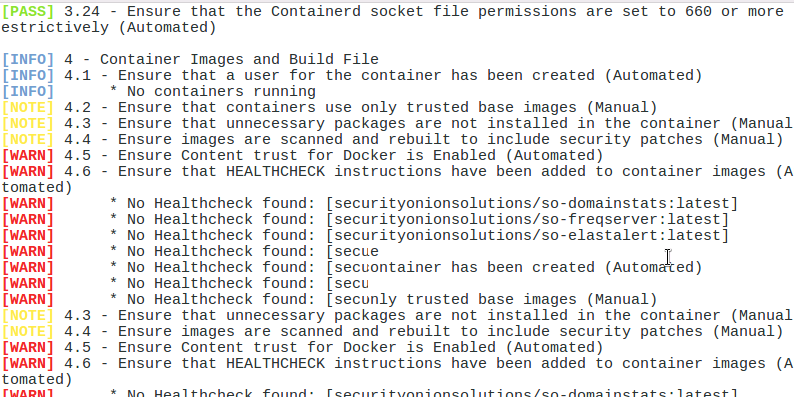 [PASS] 3.24 - Ensure that the Containerd socket file permissions are set to 660 or more
estrictively (Automated)
[INFO] 4 - Container Images and Build File
[INFO] 4.1 - Ensure that a user for the container has been created (Automated)
[INFO]      * No containers running
[NOTE] 4.2 - Ensure that containers use only trusted base images (Manual)
[NOTE] 4.3 - Ensure that unnecessary packages are not installed in the container (Manual
[NOTE] 4.4 - Ensure images are scanned and rebuilt to include security patches (Manual)
[WARN] 4.5 - Ensure Content trust for Docker is Enabled (Automated)
[WARN] 4.6 - Ensure that HEALTHCHECK instructions have been added to container images (A
tomated)
[WARN]      * No Healthcheck found: [securityonionsolutions/so-domainstats:latest]
[WARN]      * No Healthcheck found: [securityonionsolutions/so-freqserver:latest]
[WARN]      * No Healthcheck found: [securityonionsolutions/so-elastalert:latest]
[WARN]      * No Healthcheck found: [secue
[WARN]      * No Healthcheck found: [secuontainer has been created (Automated)
[WARN]      * No Healthcheck found: [secu
[WARN]      * No Healthcheck found: [secunly trusted base images (Manual)
[NOTE] 4.3 - Ensure that unnecessary packages are not installed in the container (Manual
[NOTE] 4.4 - Ensure images are scanned and rebuilt to include security patches (Manual)
[WARN] 4.5 - Ensure Content trust for Docker is Enabled (Automated)
[WARN] 4.6 - Ensure that HEALTHCHECK instructions have been added to container images (A
tomated)
[WARN]      * No Healthcheck found: [securityonionsolutions/so-domainstats:latest]